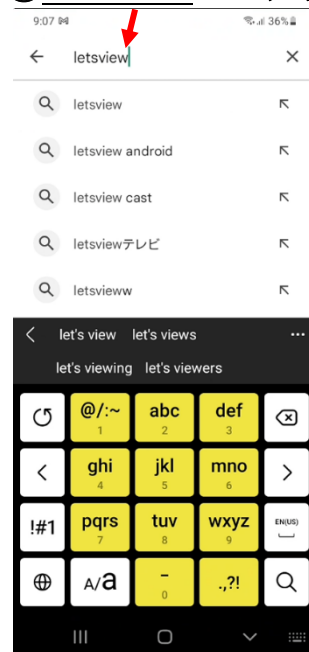 9:07
36%
letsview
letsview
letsview android
letsview cast
letsviewテレビ
letsvieww
let's view let's views
let's viewing let's viewers
@/:~ abc def
1 2 3
ghi jkl mno
4 5 6
!#1 pqrs tuv wxyz EN(US)
7 8 9
A/a - .,?!
0